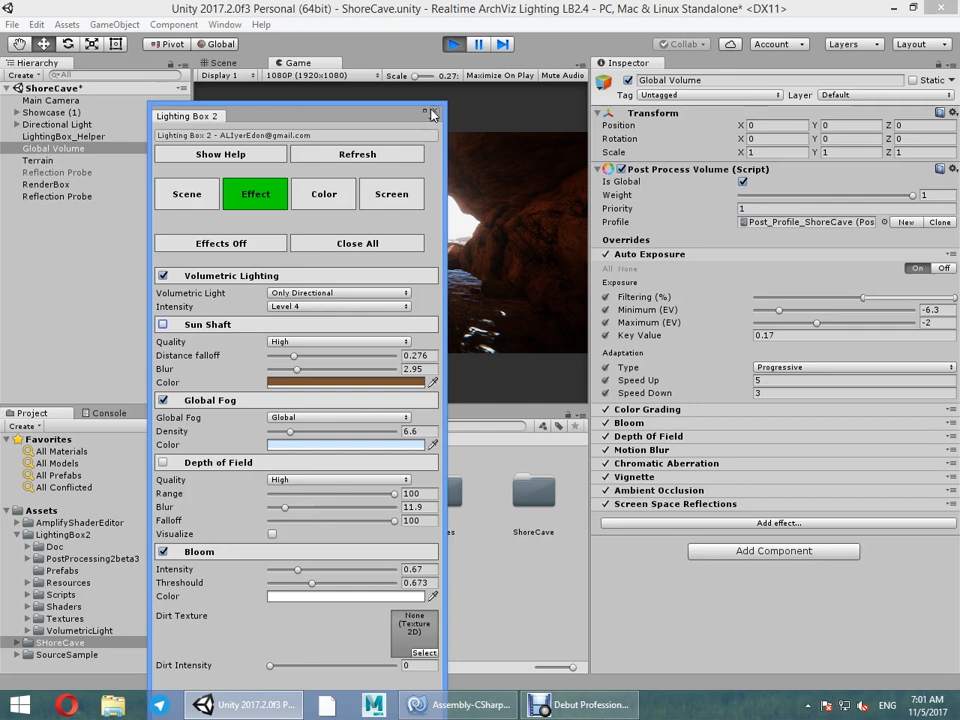 Unity 2017.2.0f3 Personal (64bit) - ShoreCave.unity - Realtime ArchViz Lighting LB2.4 - PC, Mac & Linux Standalone* <DX11>
File Edit Assets GameObject Component Window Help
Pivot Global Collab Account Layers Layout
Hierarchy
Create All
ShoreCave*
Main Camera
Showcase (1)
Directional Light
LightingBox_Helper
Global Volume
Terrain
Reflection Probe
RenderBox
Reflection Probe
Scene Game
Display 1 1080P (1920x1080) Scale 0.27: Maximize On Play Mute Audio
Lighting Box 2
Lighting Box 2 - ALIyerEdon@gmail.com
Show Help Refresh
Scene Effect Color Screen
Effects Off Close All
Volumetric Lighting
Volumetric Light Only Directional
Intensity Level 4
Sun Shaft
Quality High
Distance falloff 0.276
Blur 2.95
Color
Global Fog
Global Fog Global
Density 6.6
Color
Depth of Field
Quality High
Range 100
Blur 11.9
Falloff 100
Visualize
Bloom
Intensity 0.67
Threshould 0.673
Color
Dirt Texture
None
(Texture
2D)
Select
Dirt Intensity 0
Project Console
Create
Favorites
All Materials
All Models
All Prefabs
All Conflicted
Assets
AmplifyShaderEditor
LightingBox2
Doc
PostProcessing2beta3
Prefabs
Resources
Scripts
Shaders
Textures
VolumetricLight
SHoreCave
SourceSample
ShoreCave
Inspector
Global Volume Static
Tag Untagged Layer Default
Transform
Position X 0 Y 0 Z 0
Rotation X 0 Y 0 Z 0
Scale X 1 Y 1 Z 1
Post Process Volume (Script)
Is Global
Weight 1
Priority 1
Profile Post_Profile_ShoreCave (Pos New Clone
Overrides
Auto Exposure
All None On Off
Exposure
Filtering (%)
Minimum (EV) -6.3
Maximum (EV) -2
Key Value 0.17
Adaptation
Type Progressive
Speed Up 5
Speed Down 3
Color Grading
Bloom
Depth Of Field
Motion Blur
Chromatic Aberration
Vignette
Ambient Occlusion
Screen Space Reflections
Add effect...
Add Component
Unity 2017.2.0f3 P... Assembly-CSharp... Debut Profession... ENG 7:01 AM
11/5/2017